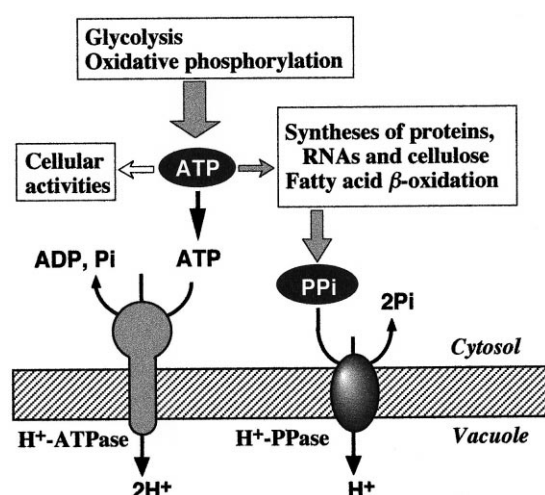 Glycolysis
Oxidative phosphorylation
Cellular
activities
ATP
Syntheses of proteins,
RNAs and cellulose
Fatty acid β-oxidation
ADP, Pi
ATP
PPi
2Pi
Cytosol
H⁺-ATPase
H⁺-PPase
Vacuole
2H⁺
H⁺